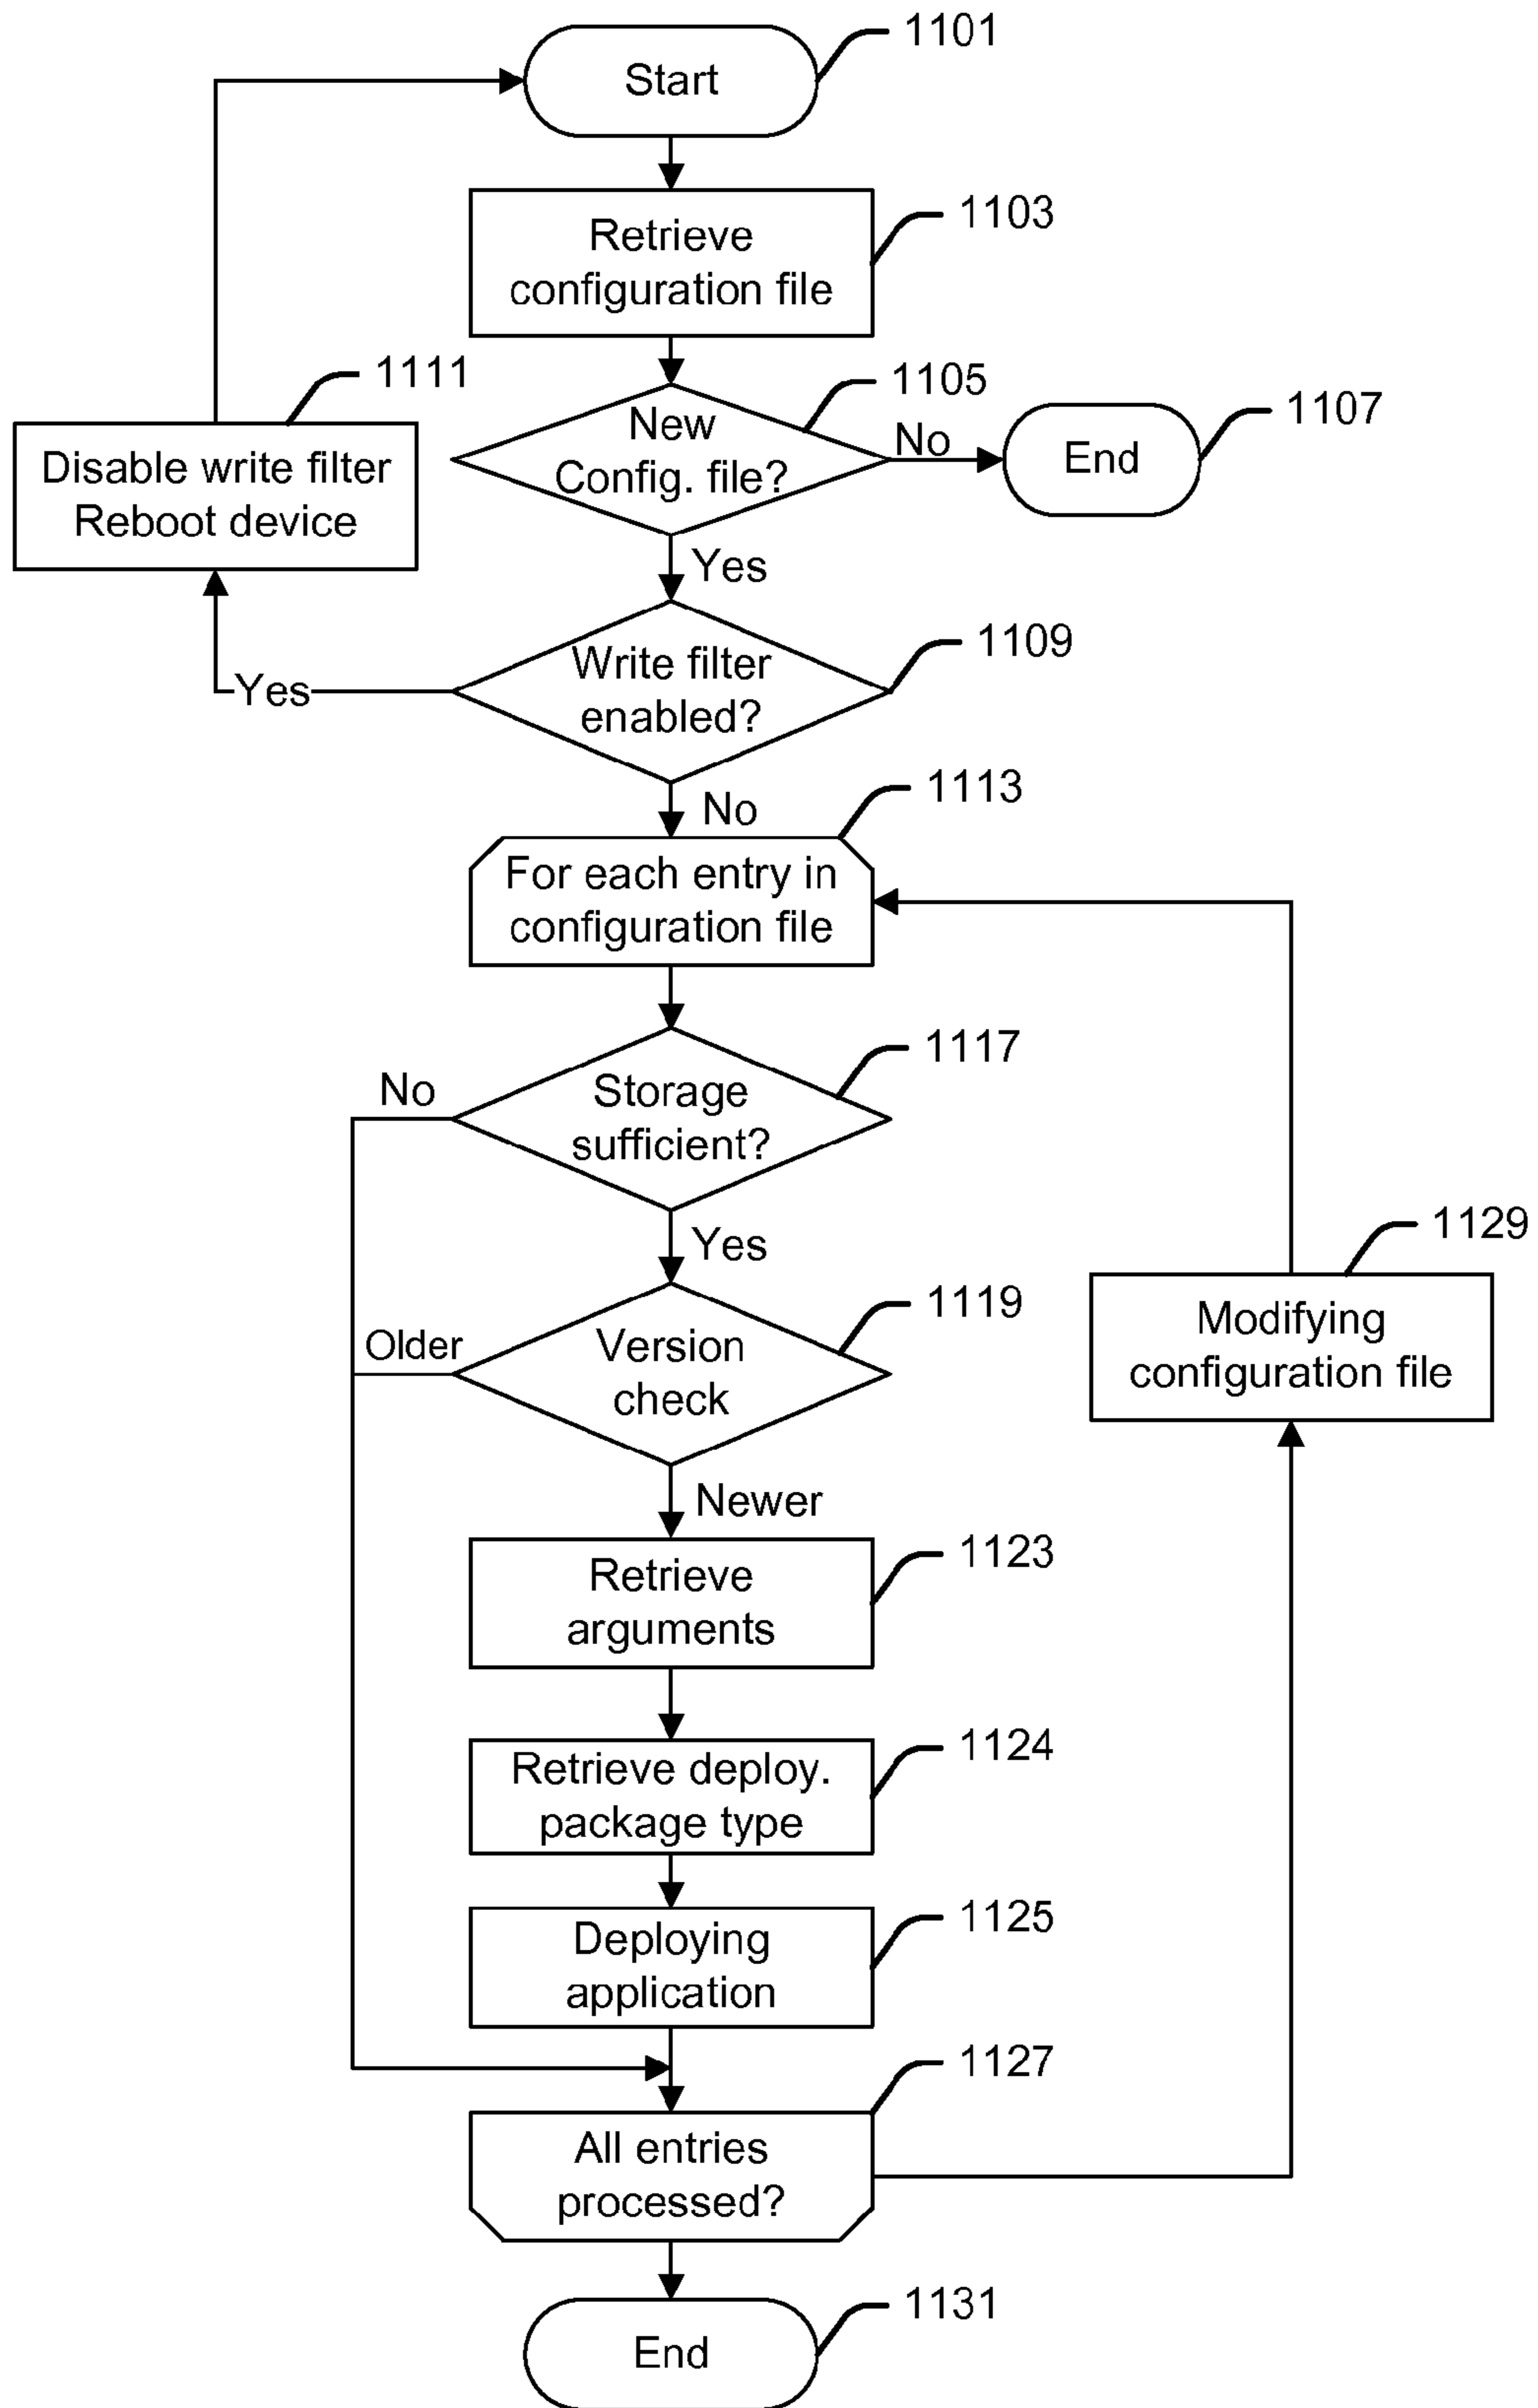 1101
Start
1103
Retrieve
configuration file
1111
1105
1107
New
Config. file?
No
End
Disable write filter
Reboot device
Yes
1109
Write filter
enabled?
Yes
1113
No
For each entry in
configuration file
1117
No
Storage
sufficient?
1129
Yes
1119
Modifying
configuration file
Older
Version
check
Newer
1123
Retrieve
arguments
1124
Retrieve deploy.
package type
1125
Deploying
application
1127
All entries
processed?
1131
End